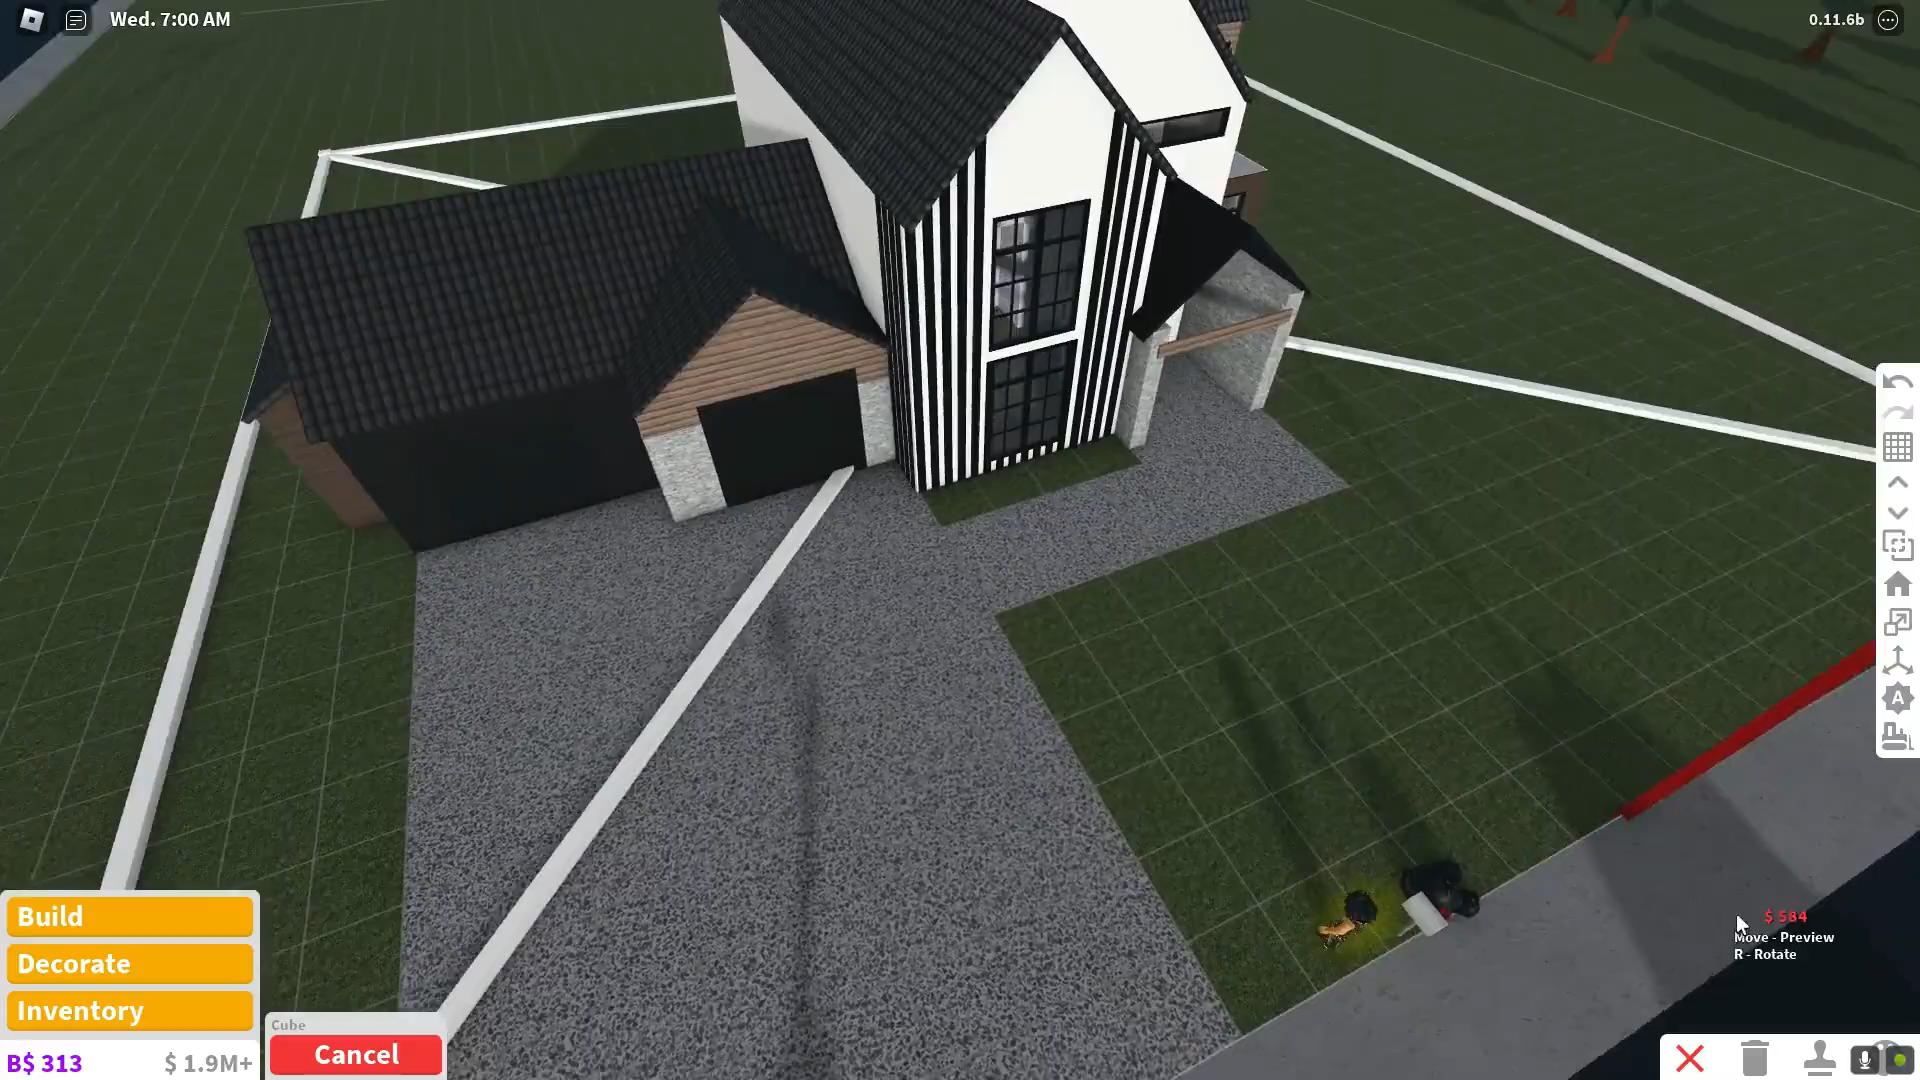 Wed. 7:00 AM
0.11.6b
A
$ 584
Move - Preview
R - Rotate
Build
Decorate
Inventory
Cube
Cancel
B$ 313
$ 1.9M+